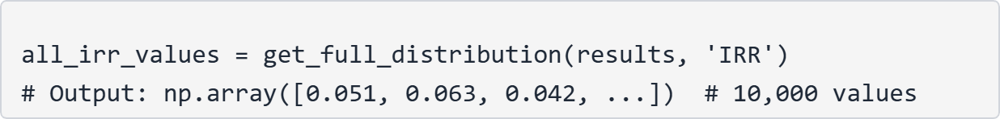 all_irr_values = get_full_distribution(results, 'IRR')
# Output: np.array([0.051, 0.063, 0.042, ...])  # 10,000 values